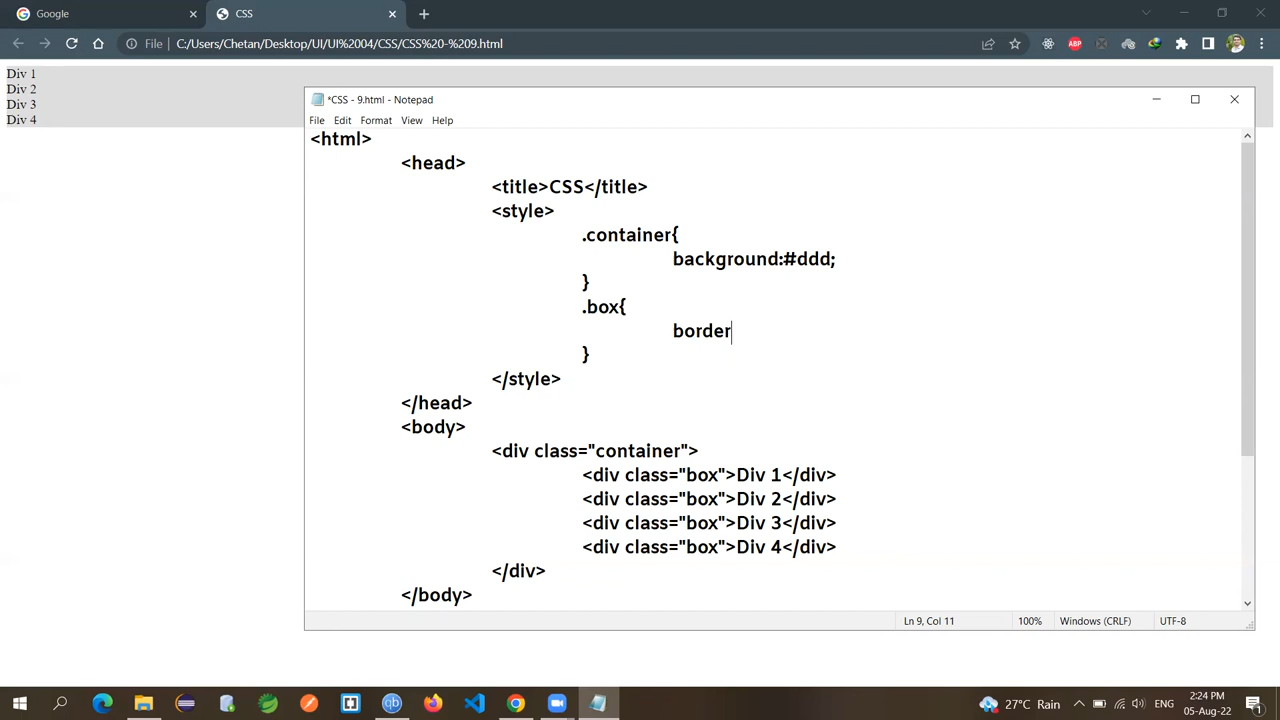 Google
CSS
File
C:/Users/Chetan/Desktop/UI/UI%2004/CSS/CSS%20-%209.html
ABP
Div 1
Div 2
Div 3
Div 4
*CSS - 9.html - Notepad
File Edit Format View Help
<html>
<head>
<title>CSS</title>
<style>
.container{
background:#ddd;
}
.box{
border
}
</style>
</head>
<body>
<div class="container">
<div class="box">Div 1</div>
<div class="box">Div 2</div>
<div class="box">Div 3</div>
<div class="box">Div 4</div>
</div>
</body>
Ln 9, Col 11 100% Windows (CRLF) UTF-8
qb
27°C Rain
2:24 PM
05-Aug-22
1